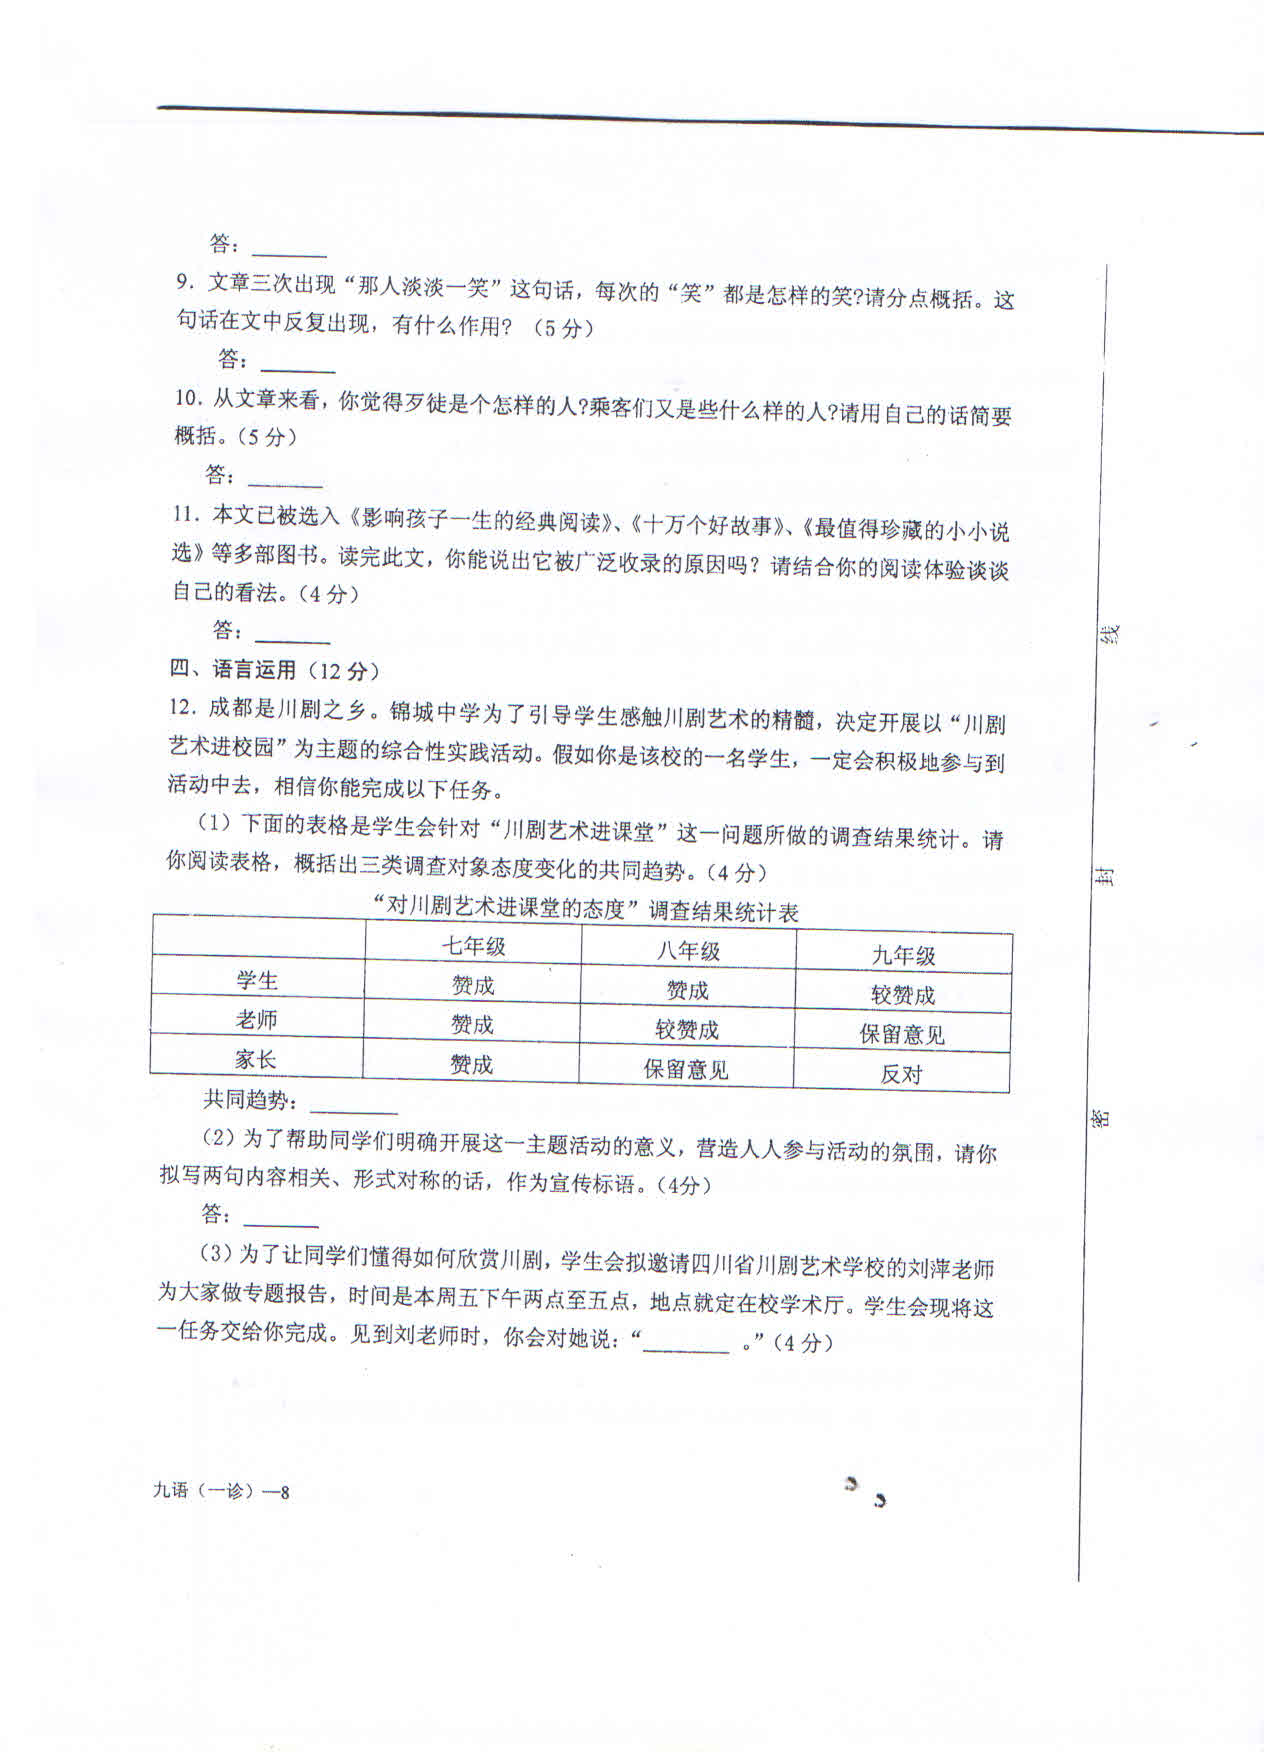 答：______
9．文章三次出现“那人淡淡一笑”这句话，每次的“笑”都是怎样的笑?请分点概括。这
句话在文中反复出现，有什么作用?（5分）
答：______
10．从文章来看，你觉得歹徒是个怎样的人?乘客们又是些什么样的人?请用自己的话简要
概括。（5分）
答：______
11．本文已被选入《影响孩子一生的经典阅读》、《十万个好故事》、《最值得珍藏的小小说
选》等多部图书。读完此文，你能说出它被广泛收录的原因吗？请结合你的阅读体验谈谈
自己的看法。（4分）
答：______
四、语言运用（12分）
12．成都是川剧之乡。锦城中学为了引导学生感触川剧艺术的精髓，决定开展以“川剧
艺术进校园”为主题的综合性实践活动。假如你是该校的一名学生，一定会积极地参与到
活动中去，相信你能完成以下任务。
（1）下面的表格是学生会针对“川剧艺术进课堂”这一问题所做的调查结果统计。请
你阅读表格，概括出三类调查对象态度变化的共同趋势。（4分）
“对川剧艺术进课堂的态度”调查结果统计表
七年级 八年级 九年级
学生 赞成 赞成 较赞成
老师 赞成 较赞成 保留意见
家长 赞成 保留意见 反对
共同趋势：_______
（2）为了帮助同学们明确开展这一主题活动的意义，营造人人参与活动的氛围，请你
拟写两句内容相关、形式对称的话，作为宣传标语。（4分）
答：______
（3）为了让同学们懂得如何欣赏川剧，学生会拟邀请四川省川剧艺术学校的刘萍老师
为大家做专题报告，时间是本周五下午两点至五点，地点就定在校学术厅。学生会现将这
一任务交给你完成。见到刘老师时，你会对她说：“_______ 。”（4分）
九语（一诊）—8
线
封
密